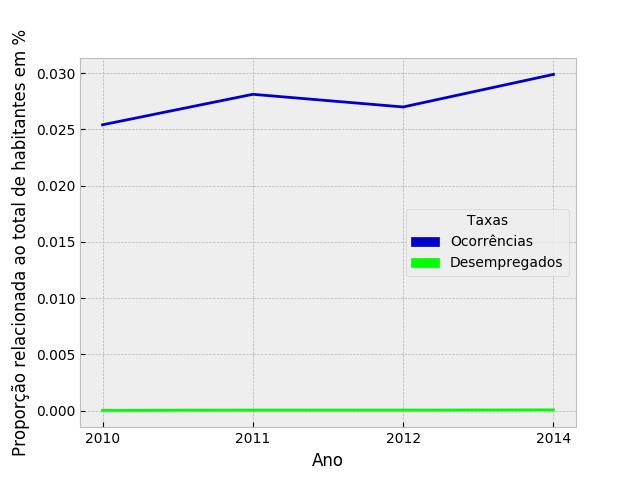 Proporção relacionada ao total de habitantes em %
0.030
0.025
0.020
0.015
0.010
0.005
0.000
Taxas
Ocorrências
Desempregados
2010 2011 2012 2014
Ano